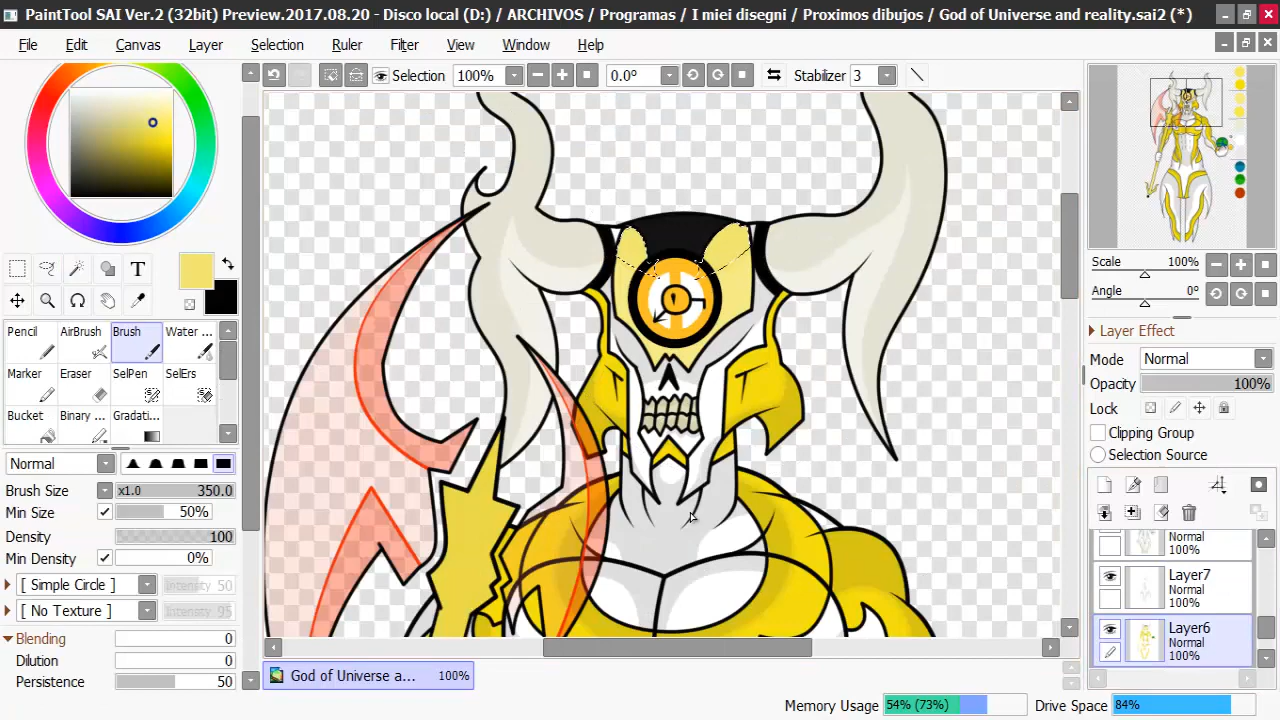 PaintTool SAI Ver.2 (32bit) Preview.2017.08.20 - Disco local (D:) / ARCHIVOS / Programas / I miei disegni / Proximos dibujos / God of Universe and reality.sai2 (*)
File Edit Canvas Layer Selection Ruler Filter View Window Help
Selection 100% 0.0° Stabilizer 3
T
Pencil AirBrush Brush Water ...
Marker Eraser SelPen SelErs
Bucket Binary ... Gradati...
Normal
Brush Size x1.0 350.0
Min Size 50%
Density 100
Min Density 0%
[ Simple Circle ] Intensity 50
[ No Texture ] Intensity 95
Blending 0
Dilution 0
Persistence 50
God of Universe a... 100%
Scale 100%
Angle 0°
Layer Effect
Mode Normal
Opacity 100%
Lock
Clipping Group
Selection Source
100%
Layer7
Normal
100%
Layer6
Normal
100%
Memory Usage 54% (73%) Drive Space 84%